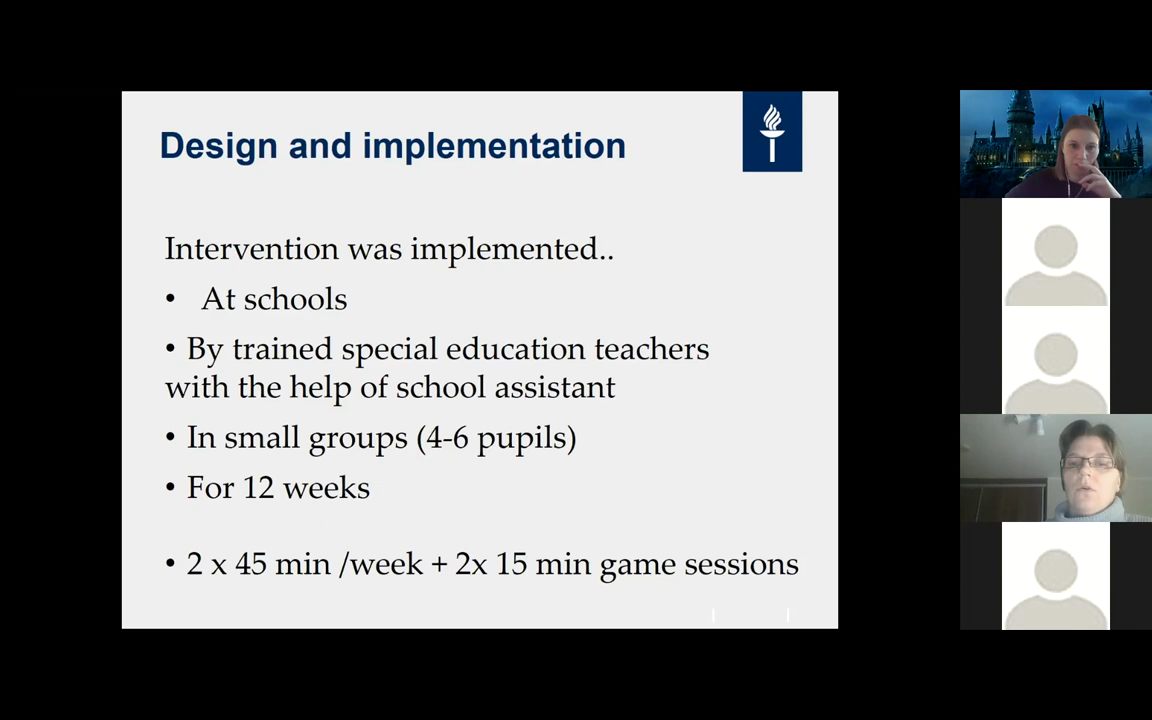 Design and implementation
Intervention was implemented..
• At schools
• By trained special education teachers
with the help of school assistant
• In small groups (4-6 pupils)
• For 12 weeks
• 2 x 45 min /week + 2x 15 min game sessions